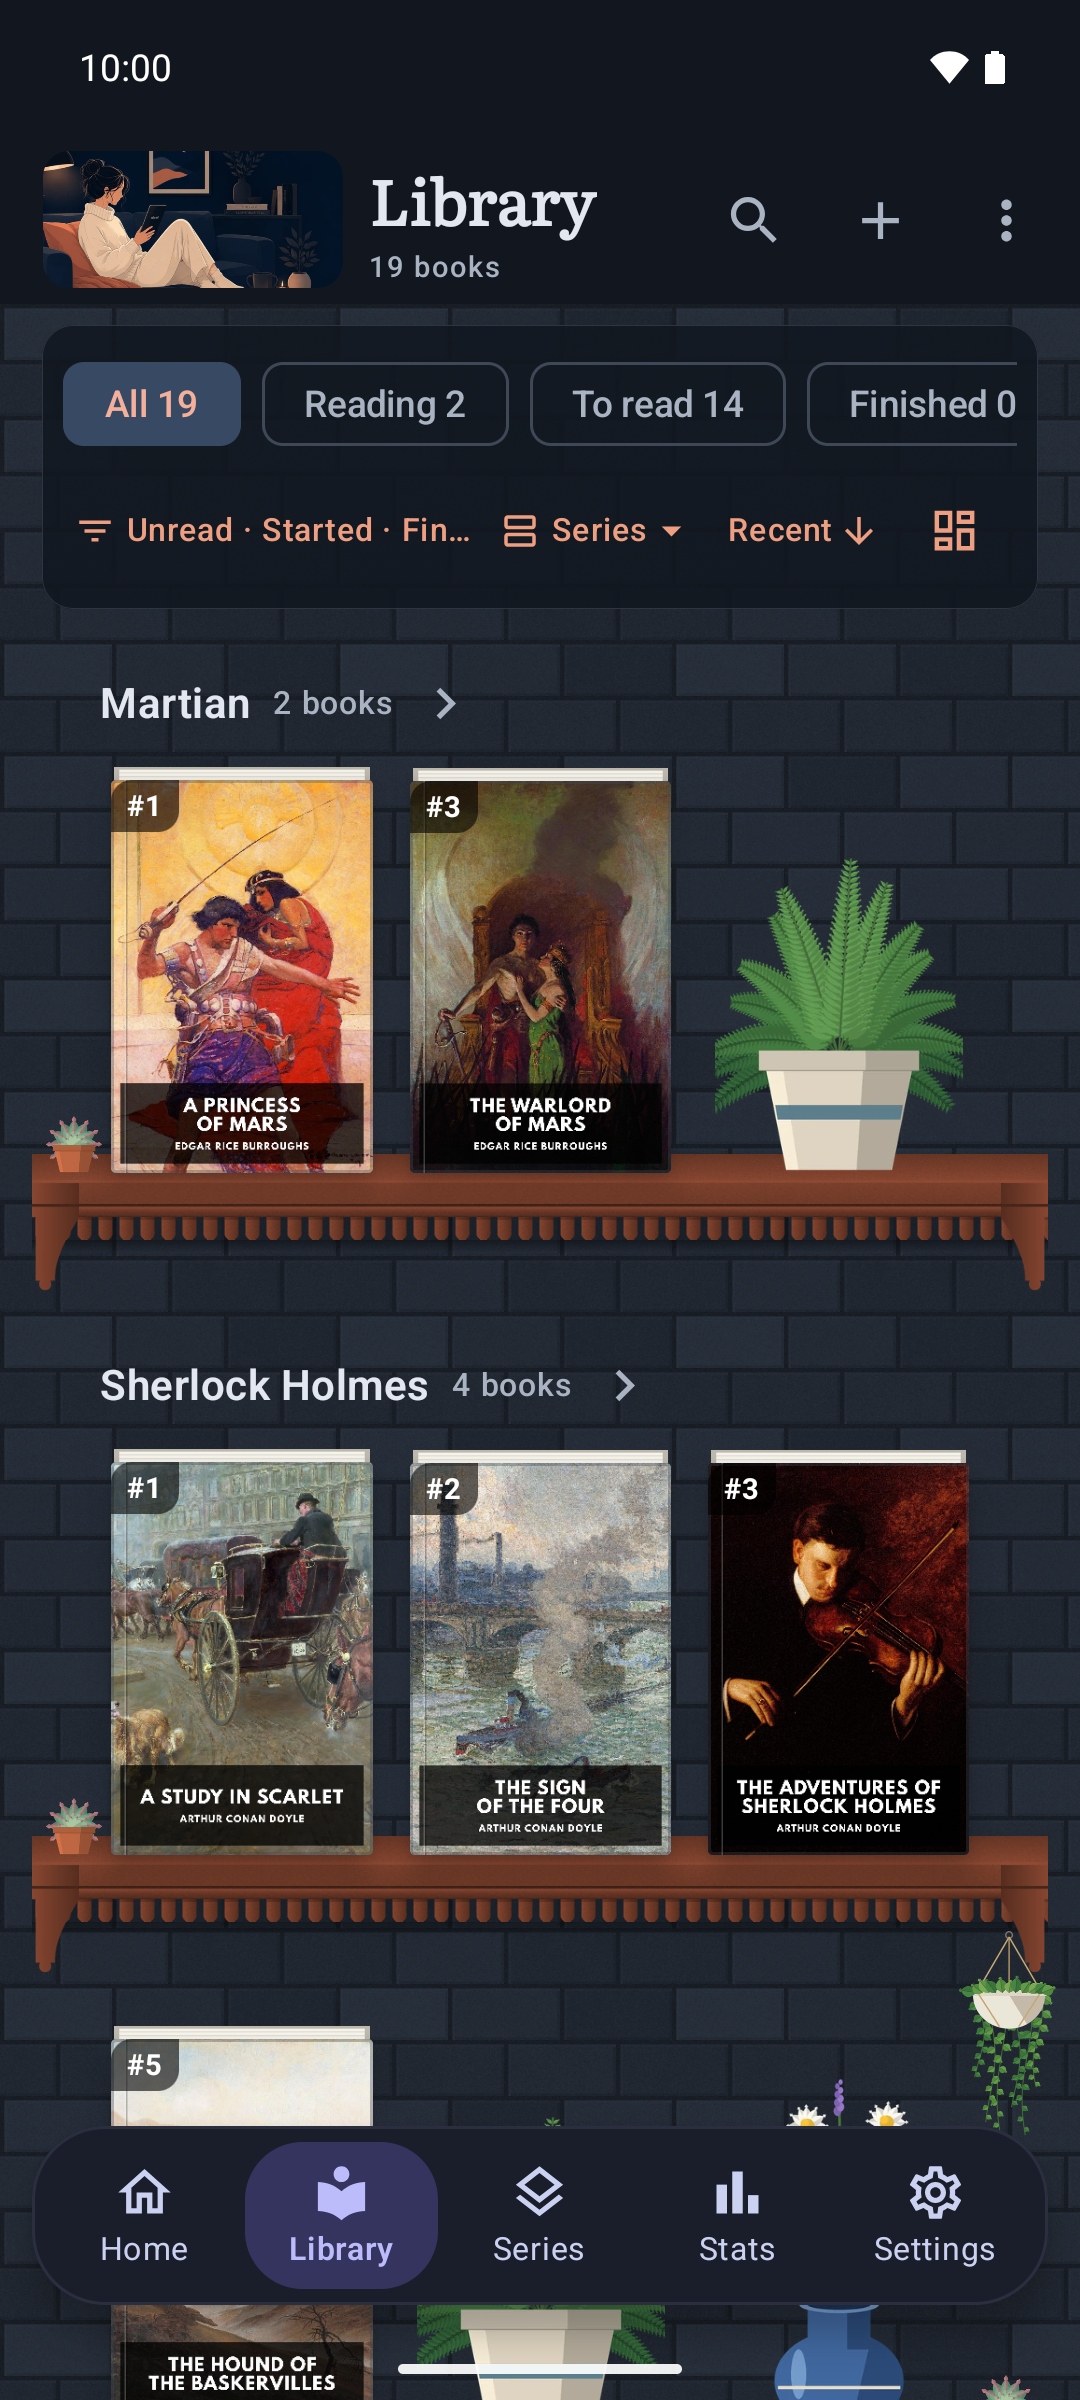 10:00
Library
19 books
All 19
Reading 2
To read 14
Finished 0
Unread · Started · Fin...
Series
Recent
Martian 2 books
#1
#3
A PRINCESS
OF MARS
EDGAR RICE BURROUGHS
THE WARLORD
OF MARS
EDGAR RICE BURROUGHS
Sherlock Holmes 4 books
#1
#2
#3
A STUDY IN SCARLET
ARTHUR CONAN DOYLE
THE SIGN
OF THE FOUR
ARTHUR CONAN DOYLE
THE ADVENTURES OF
SHERLOCK HOLMES
ARTHUR CONAN DOYLE
#5
Home
Library
Series
Stats
Settings
THE HOUND OF
THE BASKERVILLES